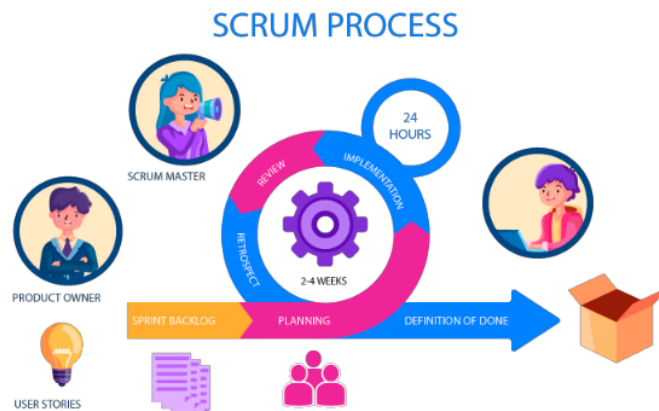 SCRUM PROCESS
24
HOURS
SCRUM MASTER
REVIEW
IMPLEMENTATION
RETROSPECT
2-4 WEEKS
PRODUCT OWNER
SPRINT BACKLOG
PLANNING
DEFINITION OF DONE
USER STORIES